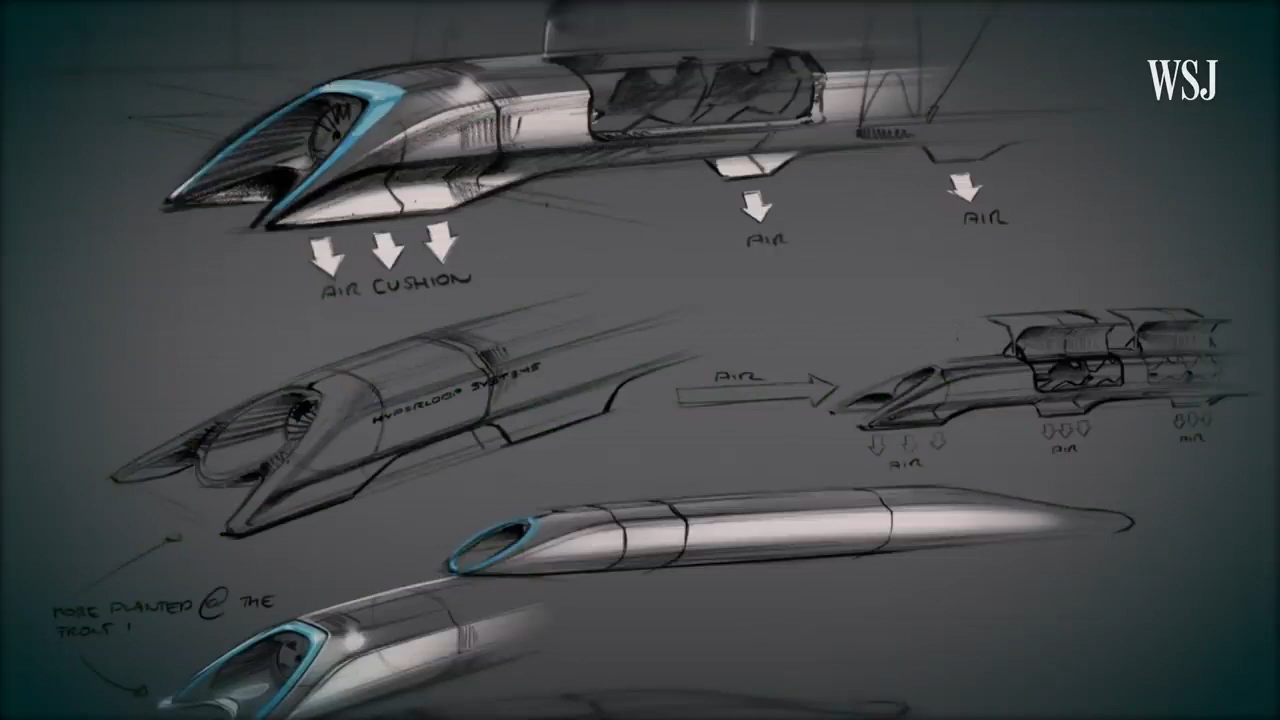 WSJ
AIR
AIR
AIR CUSHION
HYPERLOOP SYSTEMS
AIR
AIR
AIR
AIR
MORE PLANTED @ THE
FRONT!